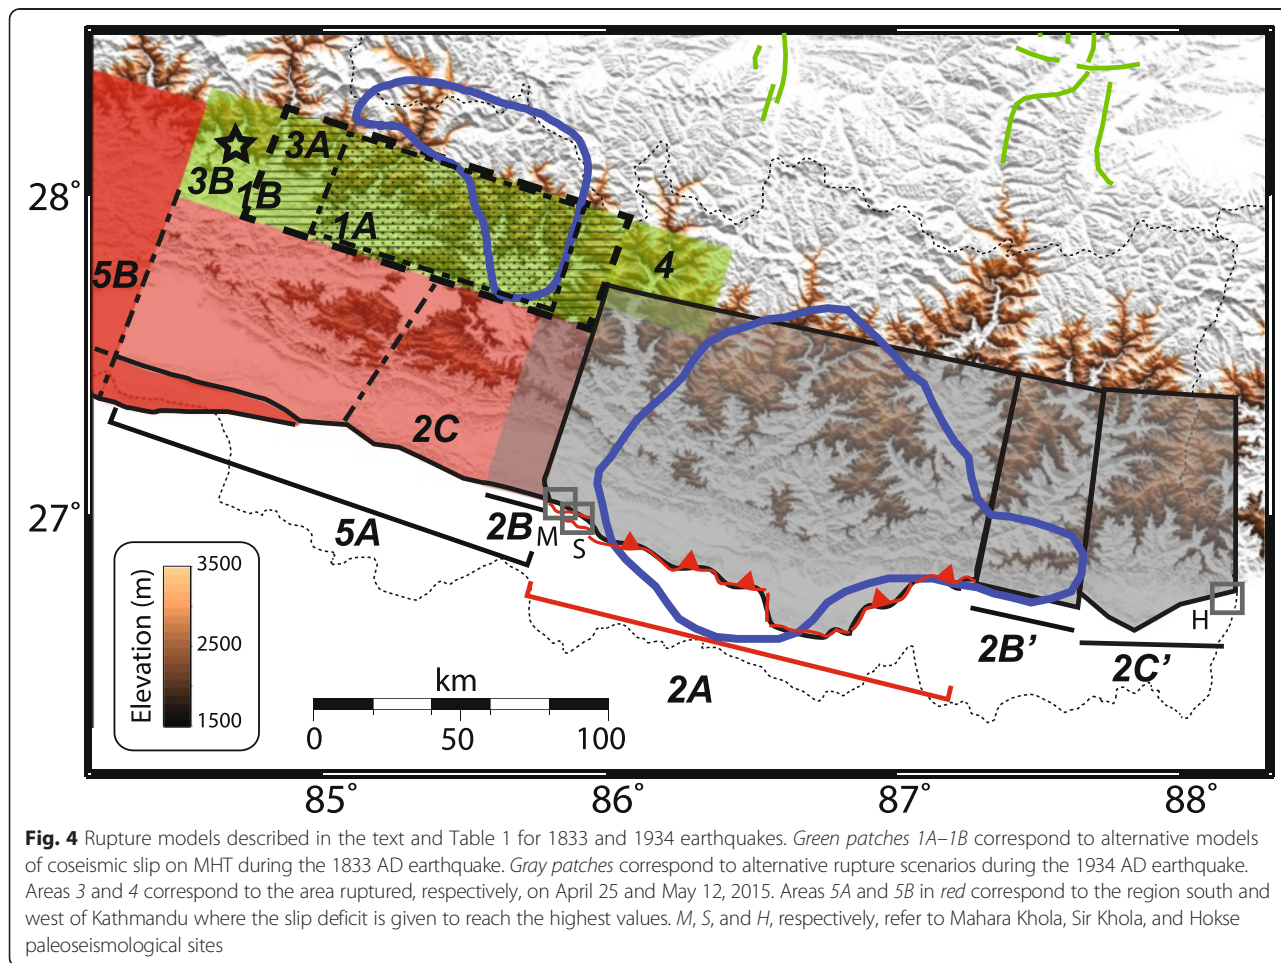 28°
27°
3A
3B
1B
1A
4
5B
2C
5A
2B
M
S
2A
2B’
2C’
H
Elevation (m)
3500
2500
1500
km
0 50 100
85° 86° 87° 88°
Fig. 4 Rupture models described in the text and Table 1 for 1833 and 1934 earthquakes. Green patches 1A–1B correspond to alternative models
of coseismic slip on MHT during the 1833 AD earthquake. Gray patches correspond to alternative rupture scenarios during the 1934 AD earthquake.
Areas 3 and 4 correspond to the area ruptured, respectively, on April 25 and May 12, 2015. Areas 5A and 5B in red correspond to the region south and
west of Kathmandu where the slip deficit is given to reach the highest values. M, S, and H, respectively, refer to Mahara Khola, Sir Khola, and Hokse
paleoseismological sites